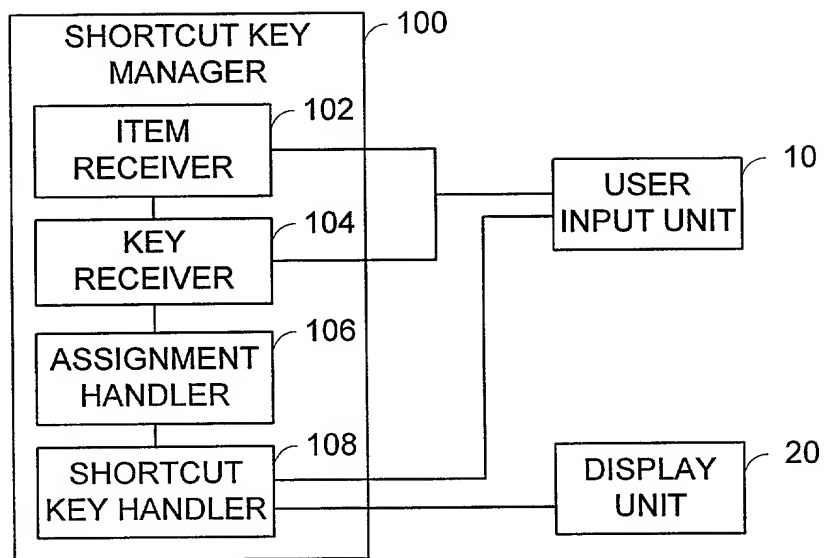 SHORTCUT KEY
MANAGER
100
ITEM
RECEIVER
102
KEY
RECEIVER
104
ASSIGNMENT
HANDLER
106
SHORTCUT
KEY HANDLER
108
USER
INPUT UNIT
10
DISPLAY
UNIT
20